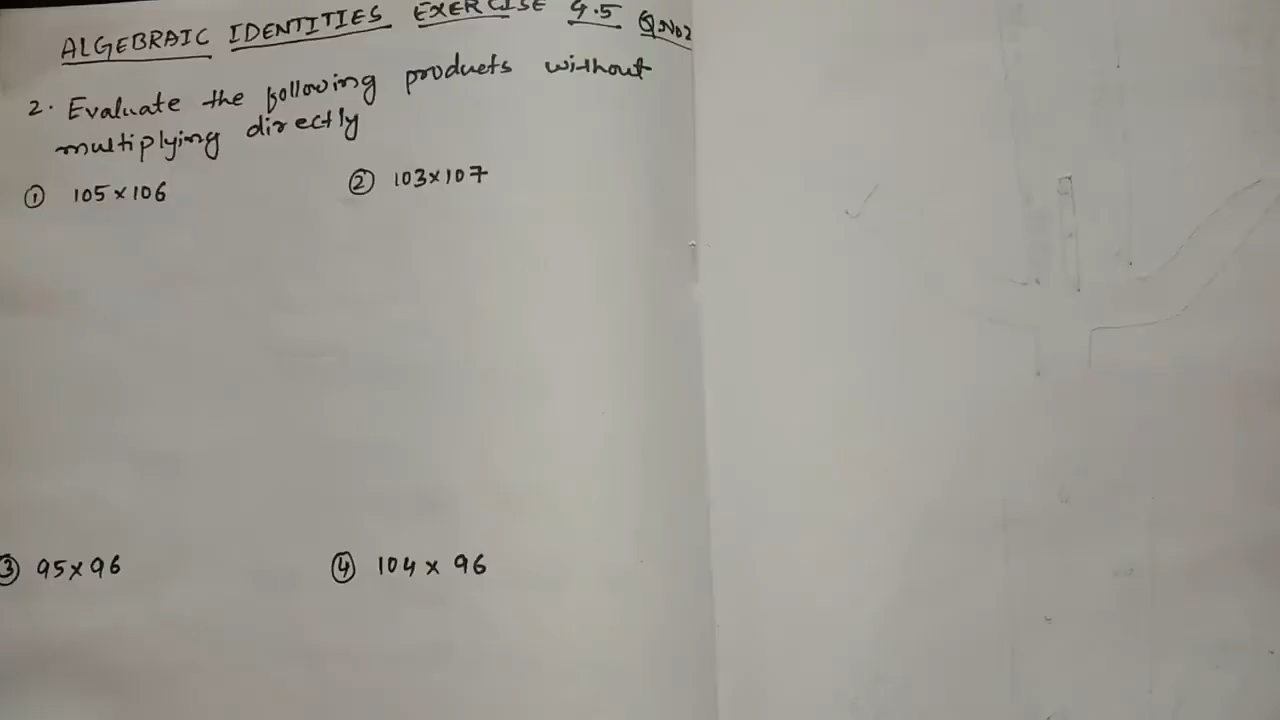 ALGEBRAIC IDENTITIES EXERCISE 9.5 Q.No2
2. Evaluate the following products without
multiplying directly
① 105×106 ② 103×107
③ 95×96 ④ 104×96